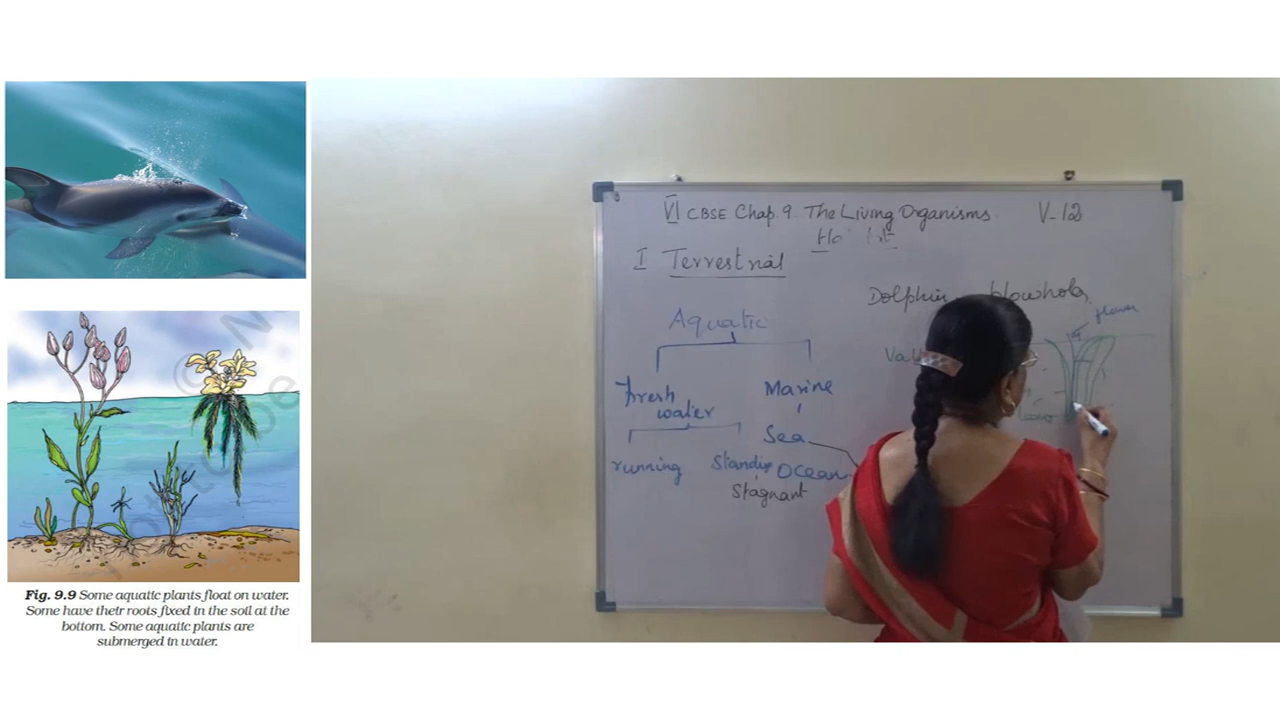 VI CBSE Chap. 9. The Living Organisms. V-12
I Terrestrial
Dolphin blowholes
flower
Aquatic
Fresh water
Marine
Sea
running
Standing
Ocean
Stagnant
Fig. 9.9 Some aquatic plants float on water.
Some have their roots fixed in the soil at the
bottom. Some aquatic plants are
submerged in water.